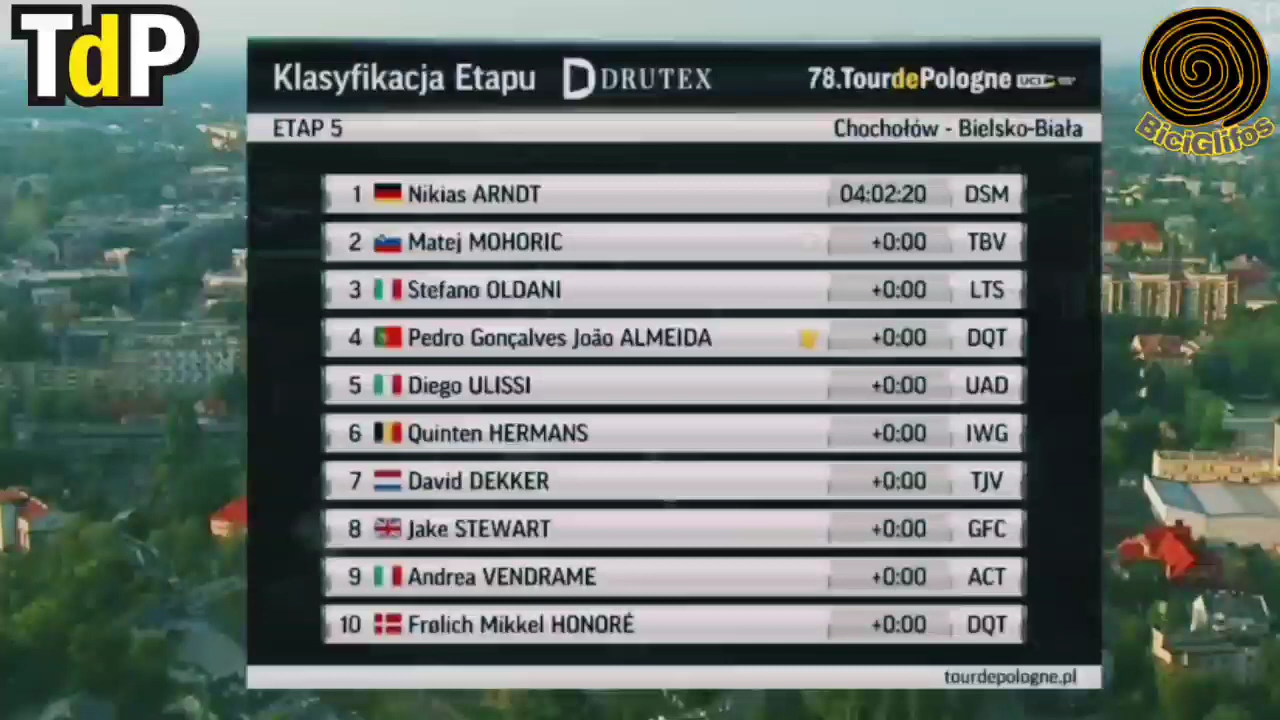 TdP
BiciGlifos
Klasyfikacja Etapu DRUTEX 78.TourdePologne UCI
ETAP 5 Chochołów - Bielsko-Biała
1 Nikias ARNDT 04:02:20 DSM
2 Matej MOHORIC +0:00 TBV
3 Stefano OLDANI +0:00 LTS
4 Pedro Gonçalves João ALMEIDA +0:00 DQT
5 Diego ULISSI +0:00 UAD
6 Quinten HERMANS +0:00 IWG
7 David DEKKER +0:00 TJV
8 Jake STEWART +0:00 GFC
9 Andrea VENDRAME +0:00 ACT
10 Frølich Mikkel HONORÉ +0:00 DQT
tourdepologne.pl